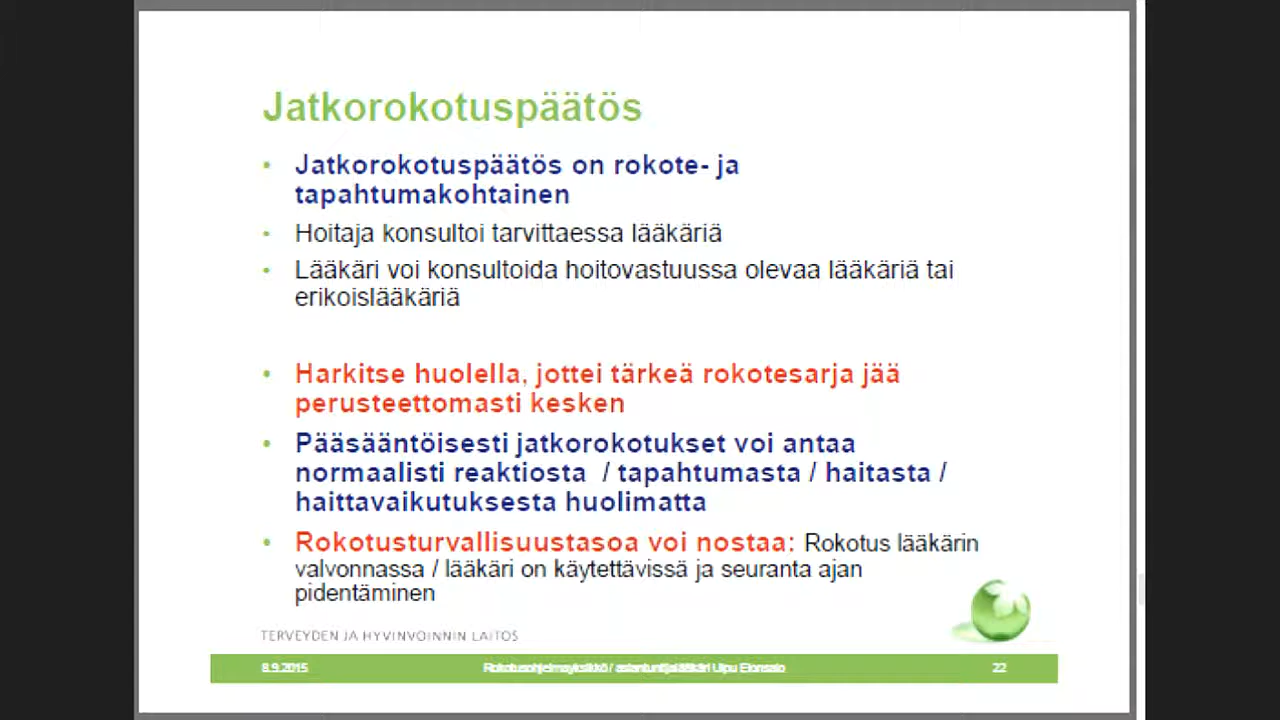 Jatkorokotuspäätös
• Jatkorokotuspäätös on rokote- ja
tapahtumakohtainen
• Hoitaja konsultoi tarvittaessa lääkäriä
• Lääkäri voi konsultoida hoitovastuussa olevaa lääkäriä tai
erikoislääkäriä
• Harkitse huolella, jottei tärkeä rokotesarja jää
perusteettomasti kesken
• Pääsääntöisesti jatkorokotukset voi antaa
normaalisti reaktiosta / tapahtumasta / haitasta /
haittavaikutuksesta huolimatta
• Rokotusturvallisuustasoa voi nostaa: Rokotus lääkärin
valvonnassa / lääkäri on käytettävissä ja seuranta ajan
pidentäminen
TERVEYDEN JA HYVINVOINNIN LAITOS
8.9.2015
22